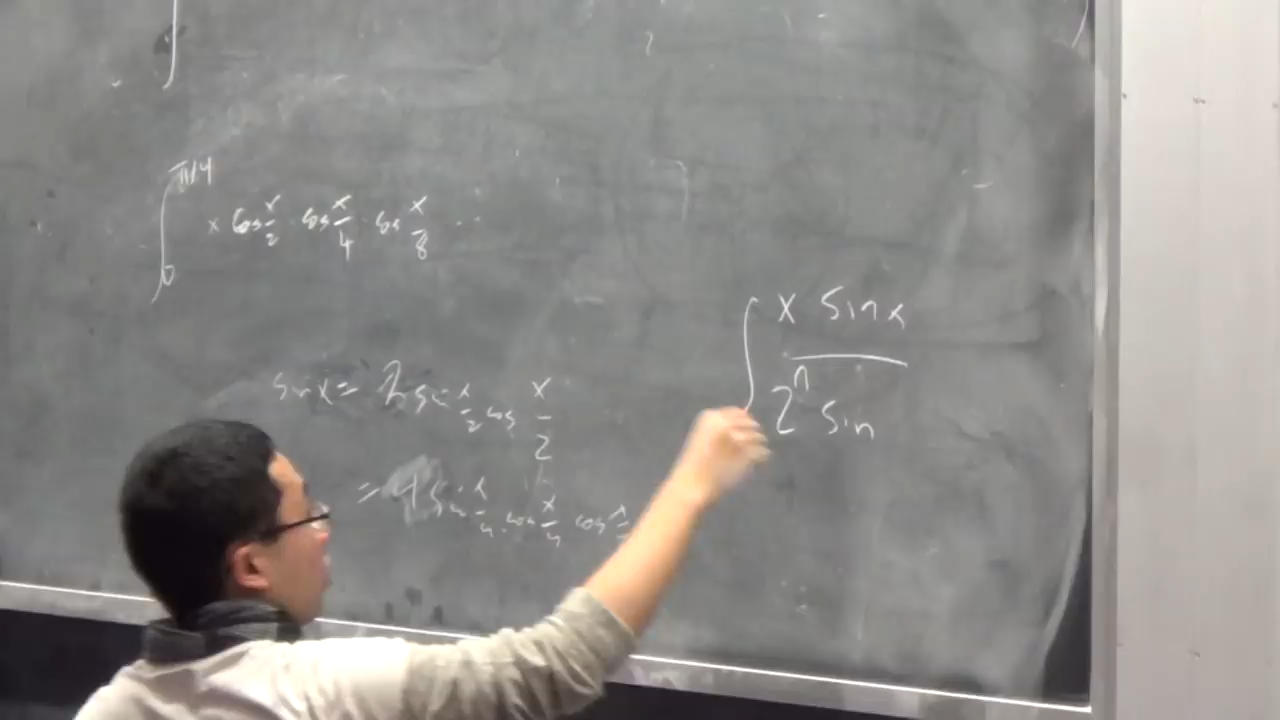 ∫₀^{π/4} x cos x/2 · cos x/4 · cos x/8 ...
sin x = 2 sin x/2 cos x/2
= 4 sin x/4 cos x/4 cos x/2
∫ x sin x / 2ⁿ sin